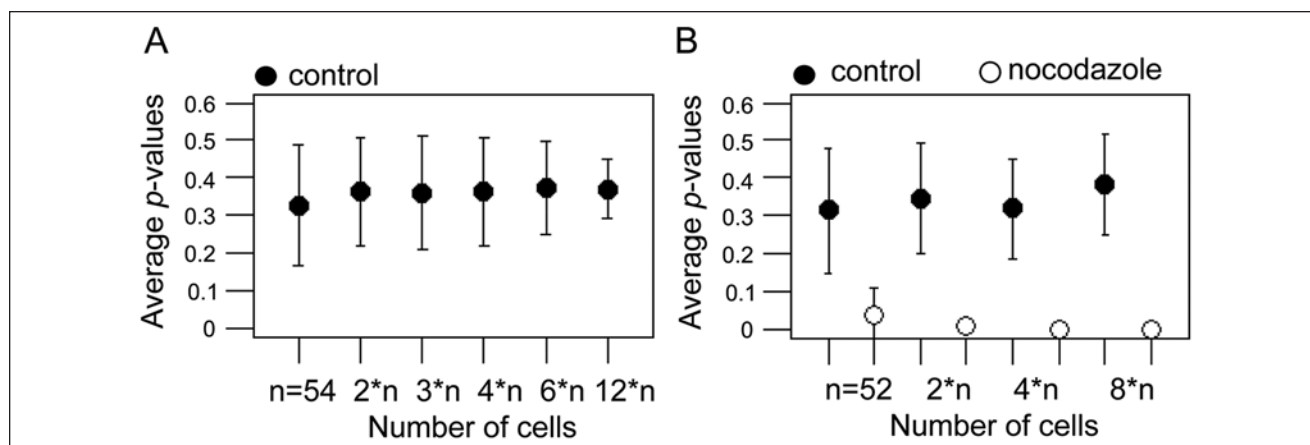 A
control
Average p-values
0.6
0.5
0.4
0.3
0.2
0.1
0
n=54 2*n 3*n 4*n 6*n 12*n
Number of cells
B
control nocodazole
Average p-values
0.6
0.5
0.4
0.3
0.2
0.1
0
n=52 2*n 4*n 8*n
Number of cells